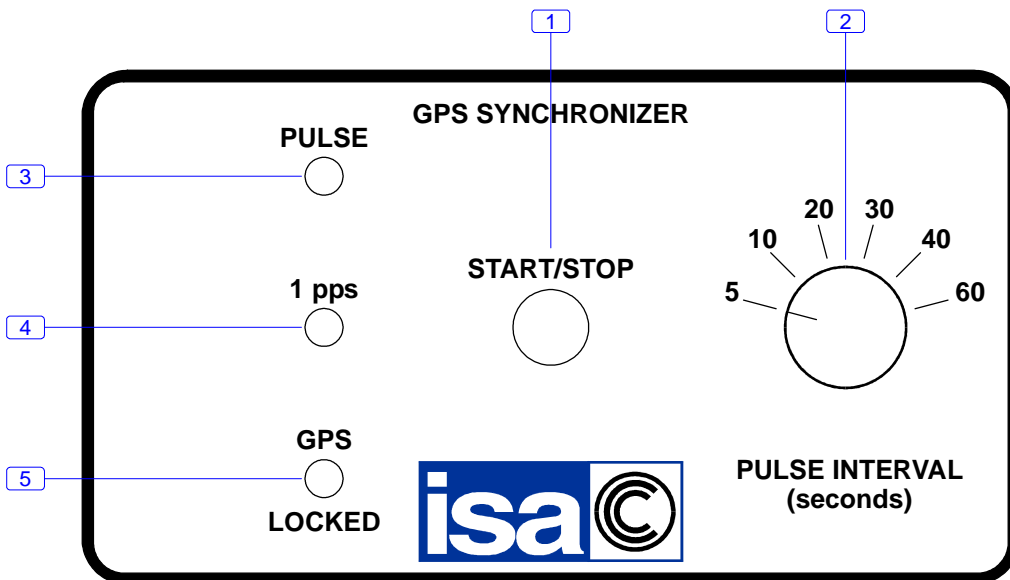 1
2
GPS SYNCHRONIZER
PULSE
3
20
30
10
40
START/STOP
1 pps
5
60
4
GPS
5
LOCKED
PULSE INTERVAL
(seconds)
isa